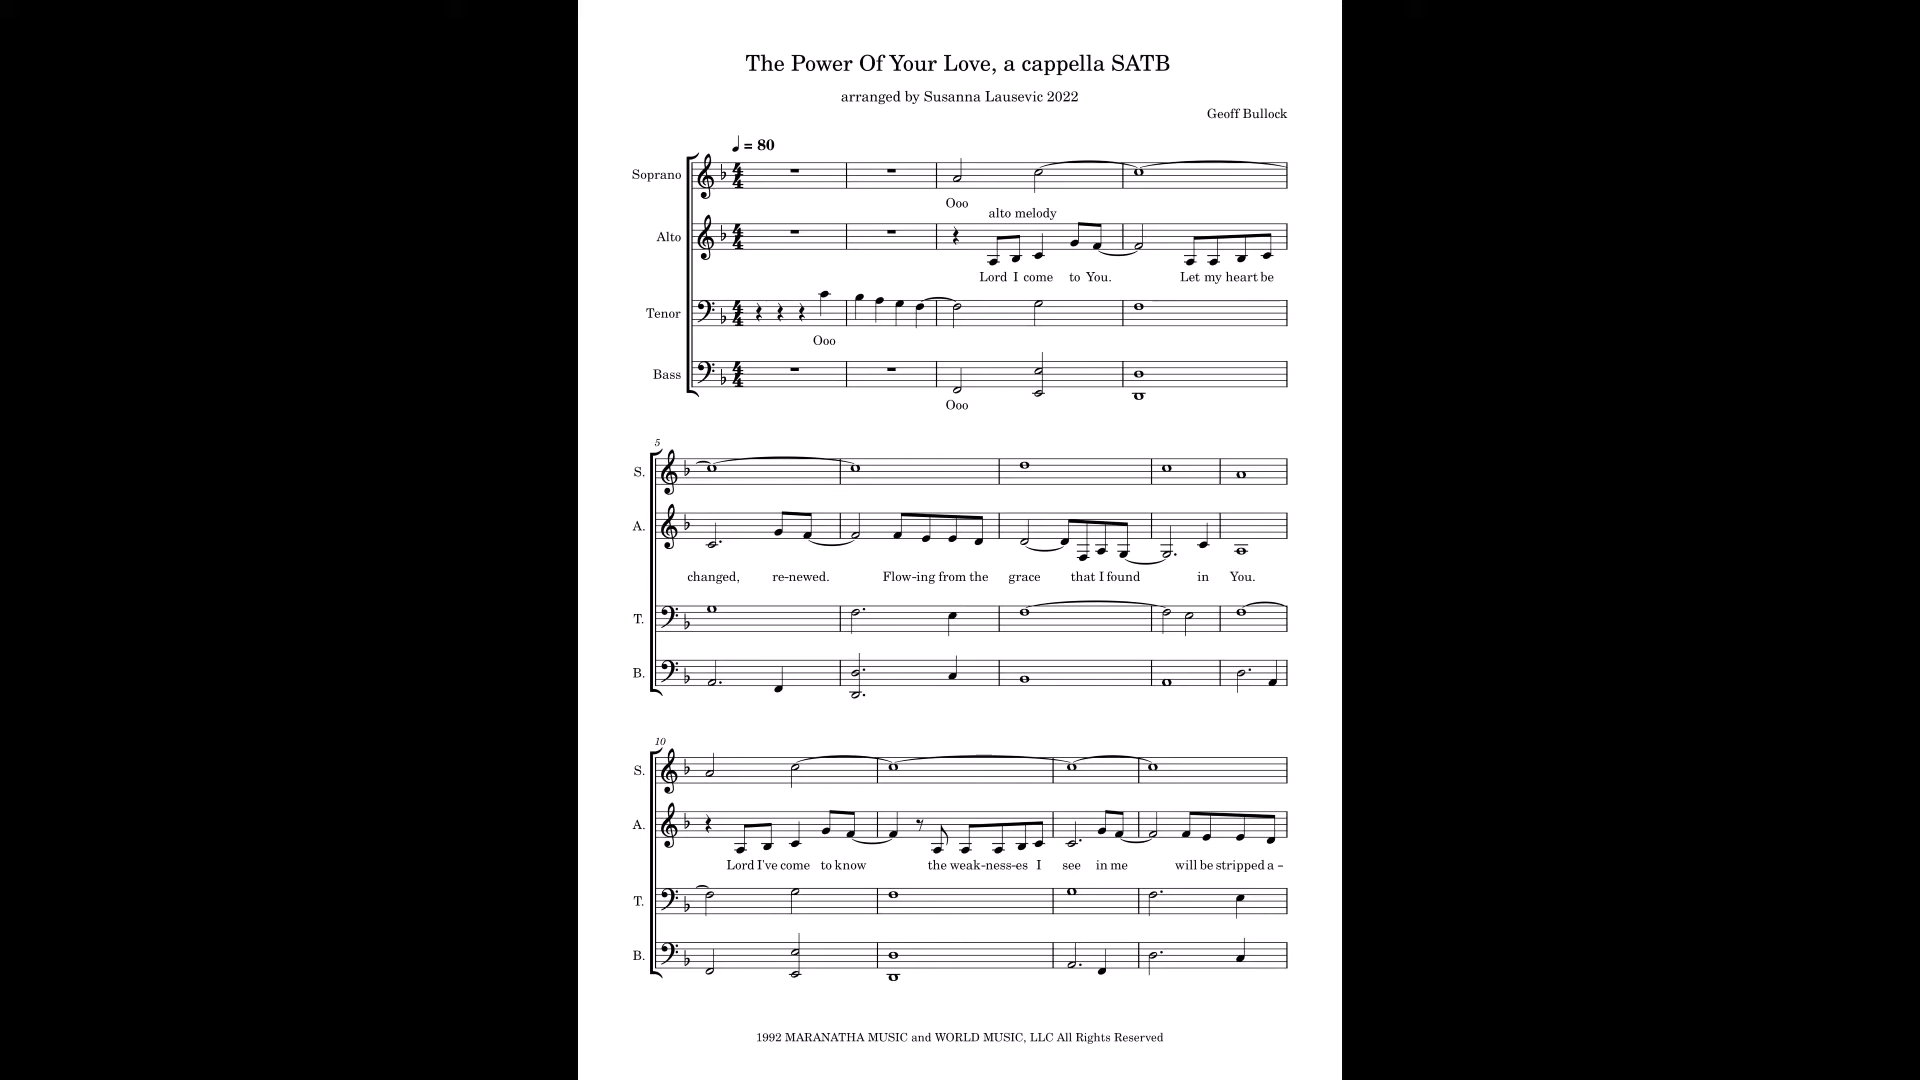 The Power Of Your Love, a cappella SATB
arranged by Susanna Lausevic 2022
Geoff Bullock
= 80
Soprano
Ooo
alto melody
Alto
Lord I come to You. Let my heart be
Tenor
Ooo
Bass
Ooo
5
S.
A.
changed, re-newed. Flow-ing from the grace that I found in You.
T.
B.
10
S.
A.
Lord I've come to know the weak-ness-es I see in me will be stripped a -
T.
B.
1992 MARANATHA MUSIC and WORLD MUSIC, LLC All Rights Reserved